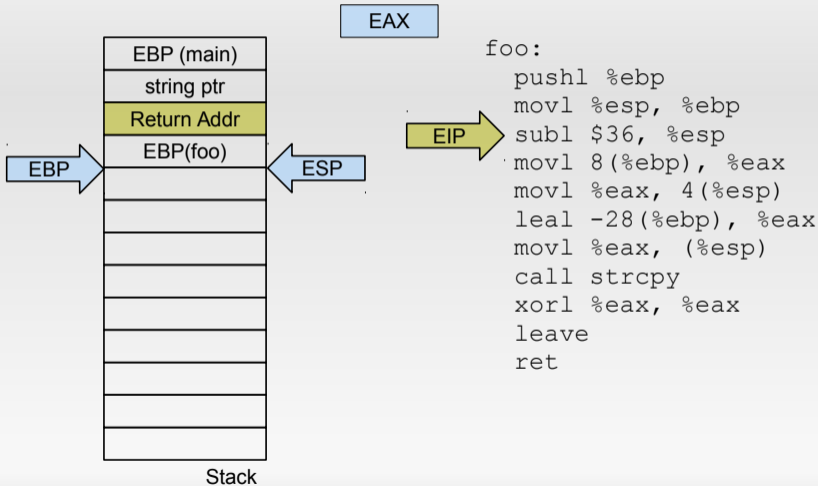 EAX
EBP (main)
string ptr
Return Addr
EBP(foo)
EBP
ESP
Stack
EIP
foo:
pushl %ebp
movl %esp, %ebp
subl $36, %esp
movl 8(%ebp), %eax
movl %eax, 4(%esp)
leal -28(%ebp), %eax
movl %eax, (%esp)
call strcpy
xorl %eax, %eax
leave
ret